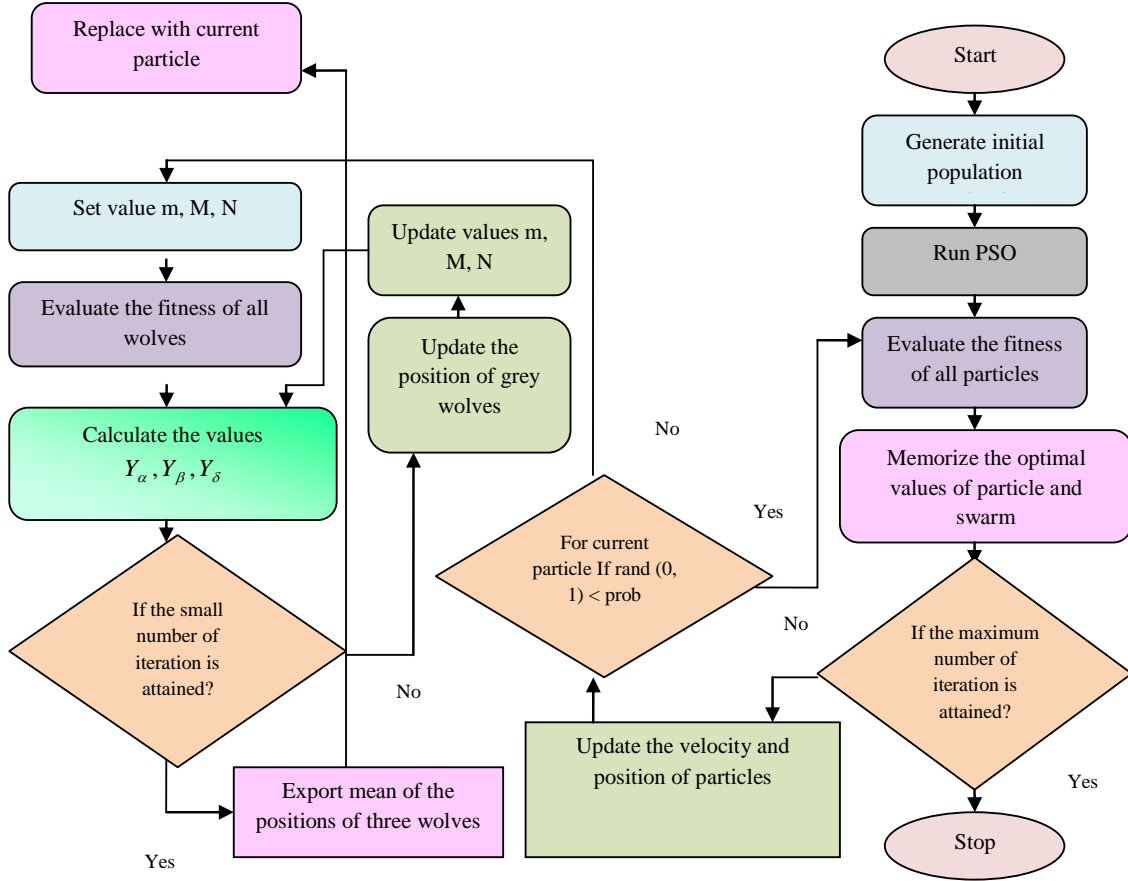 Replace with current
particle
Start
Generate initial
population
Set value m, M, N
Update values m,
M, N
Run PSO
Evaluate the fitness of all
wolves
Update the
position of grey
wolves
Evaluate the fitness
of all particles
Calculate the values
Yα , Yβ , Yδ
No
Memorize the optimal
values of particle and
swarm
Yes
For current
particle If rand (0,
1) < prob
If the small
number of
iteration is
attained?
No
No
If the maximum
number of
iteration is
attained?
Update the velocity and
position of particles
Export mean of the
positions of three wolves
Yes
Yes
Stop